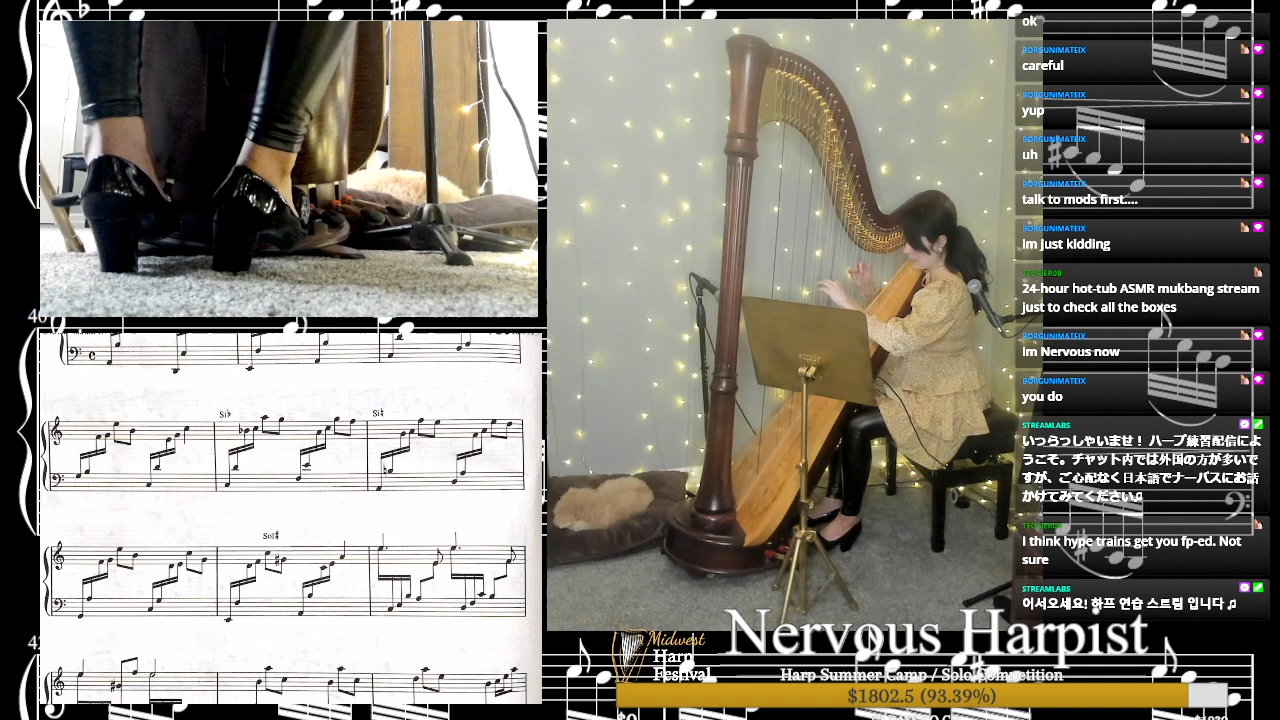 ok
BORGUNIMATEIX
careful
BORGUNIMATEIX
yup
BORGUNIMATEIX
uh
BORGUNIMATEIX
talk to mods first....
BORGUNIMATEIX
Im just kidding
24-hour hot-tub ASMR mukbang stream
just to check all the boxes
BORGUNIMATEIX
Im Nervous now
BORGUNIMATEIX
you do
STREAMLABS
いらっしゃいませ！ ハープ練習配信によ
うこそ。チャット内では外国の方が多いで
すが、ご心配なく日本語でナーバスにお話
かけてみてください♫
I think hype trains get you fp-ed. Not
sure
STREAMLABS
어서오세요! 하프 연습 스트림 입니다 ♫
Sib
Si♮
Sol#
Nervous Harpist
Midwest
Harp
Festival
Harp Summer Camp / Solo Competition
$1802.5 (93.39%)
$0